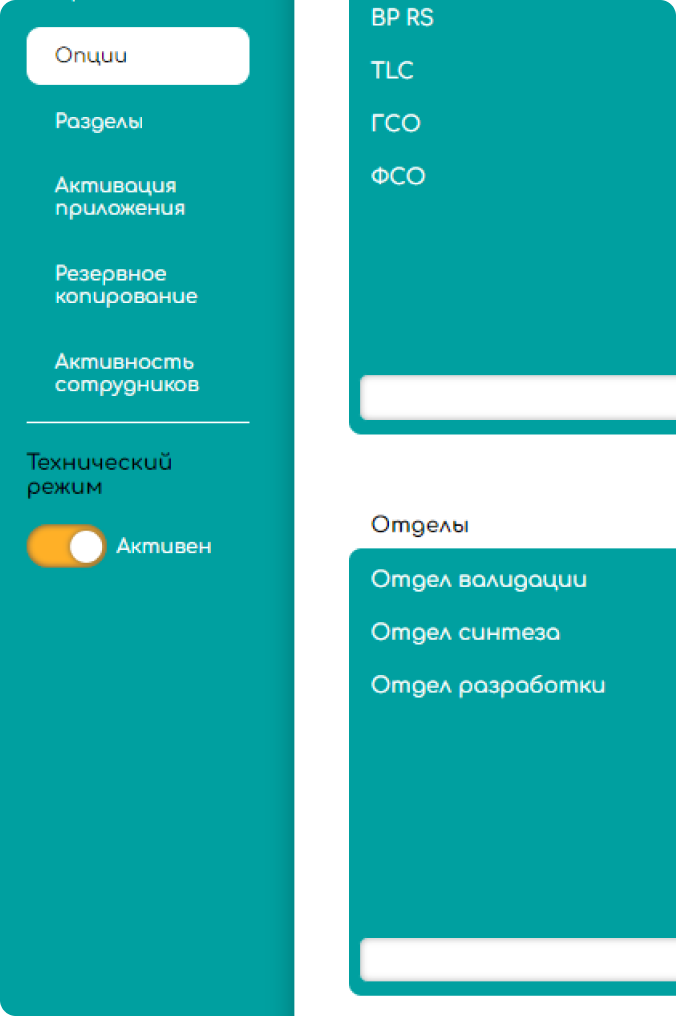 Опции
Разделы
Активация
приложения
Резервное
копирование
Активность
сотрудников
Технический
режим
Активен
BP RS
TLC
ГСО
ФСО
Отделы
Отдел валидации
Отдел синтеза
Отдел разработки